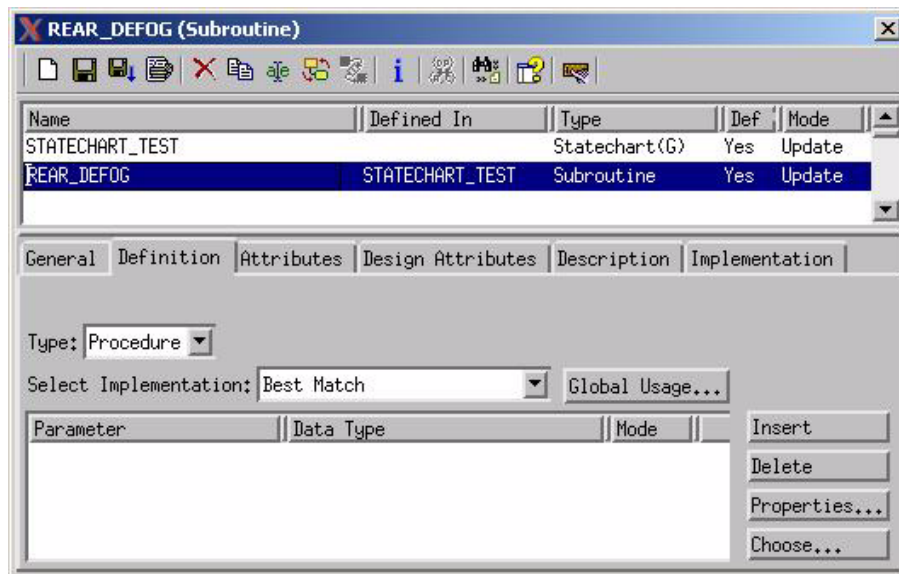 REAR_DEFOG (Subroutine)
Name Defined In Type Def Mode
STATECHART_TEST Statechart(G) Yes Update
REAR_DEFOG STATECHART_TEST Subroutine Yes Update
General Definition Attributes Design Attributes Description Implementation
Type: Procedure
Select Implementation: Best Match Global Usage...
Parameter Data Type Mode Insert
Delete
Properties...
Choose...